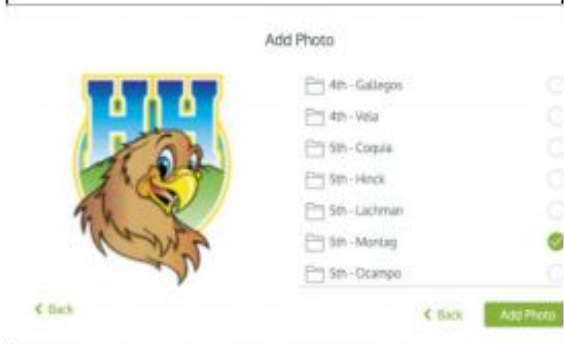 Add Photo
HH
4th - Gallegos
4th - Vela
5th - Coquia
5th - Hinck
5th - Lachman
5th - Montag
5th - Ocampo
< Back
< Back
Add Photo